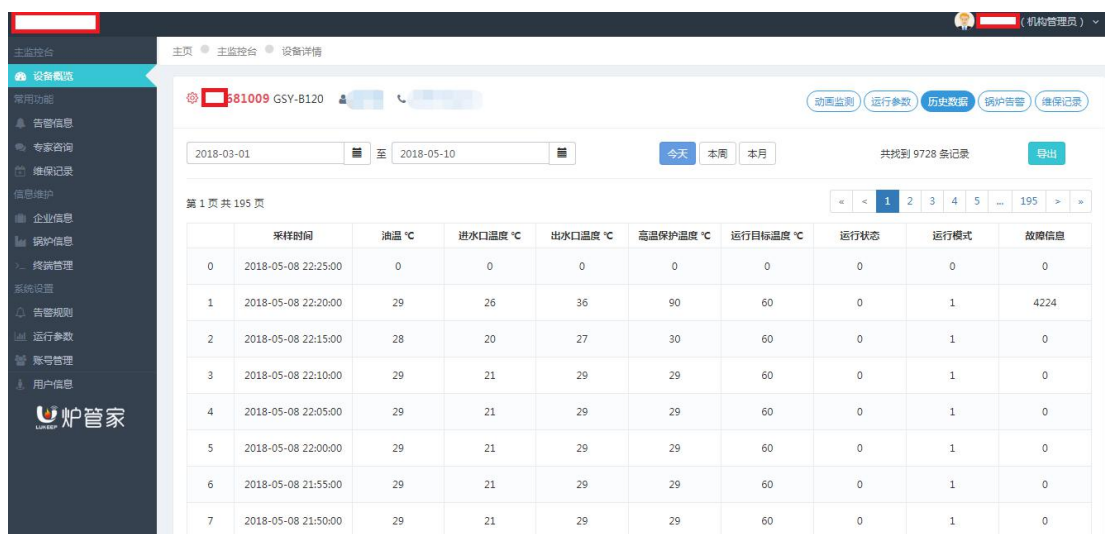 (机构管理员)
主监控台
主页 主监控台 设备详情
设备概览
常用功能
告警信息
专家咨询
维保记录
信息维护
企业信息
锅炉信息
终端管理
系统设置
告警规则
运行参数
账号管理
用户信息
炉管家
LUKEEP
681009 GSY-B120
动画监测 运行参数 历史数据 锅炉告警 维保记录
2018-03-01 至 2018-05-10 今天 本周 本月 共找到 9728 条记录 导出
第 1 页 共 195 页 « < 1 2 3 4 5 ... 195 > »
采样时间 油温 ℃ 进水口温度 ℃ 出水口温度 ℃ 高温保护温度 ℃ 运行目标温度 ℃ 运行状态 运行模式 故障信息
0 2018-05-08 22:25:00 0 0 0 0 0 0 0 0
1 2018-05-08 22:20:00 29 26 36 90 60 0 1 4224
2 2018-05-08 22:15:00 28 20 27 30 60 0 1 0
3 2018-05-08 22:10:00 29 21 29 29 60 0 1 0
4 2018-05-08 22:05:00 29 21 29 29 60 0 1 0
5 2018-05-08 22:00:00 29 21 29 29 60 0 1 0
6 2018-05-08 21:55:00 29 21 29 29 60 0 1 0
7 2018-05-08 21:50:00 29 21 29 29 60 0 1 0